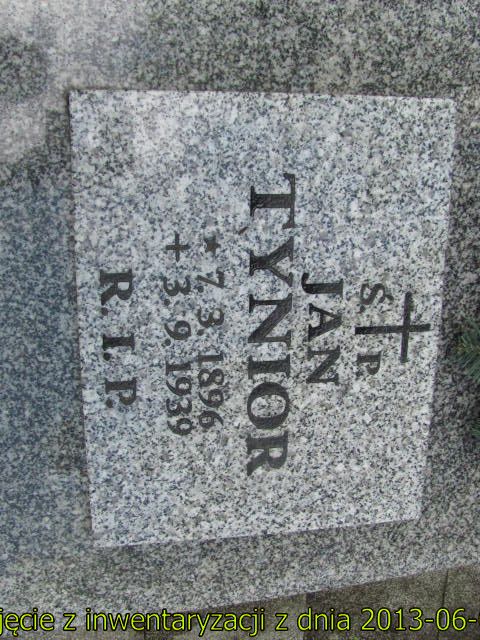 Ś. P.
JAN
TYNIOR
* 7. 3. 1896
+ 3. 9. 1939
R. I. P.
jęcie z inwentaryzacji z dnia 2013-06-